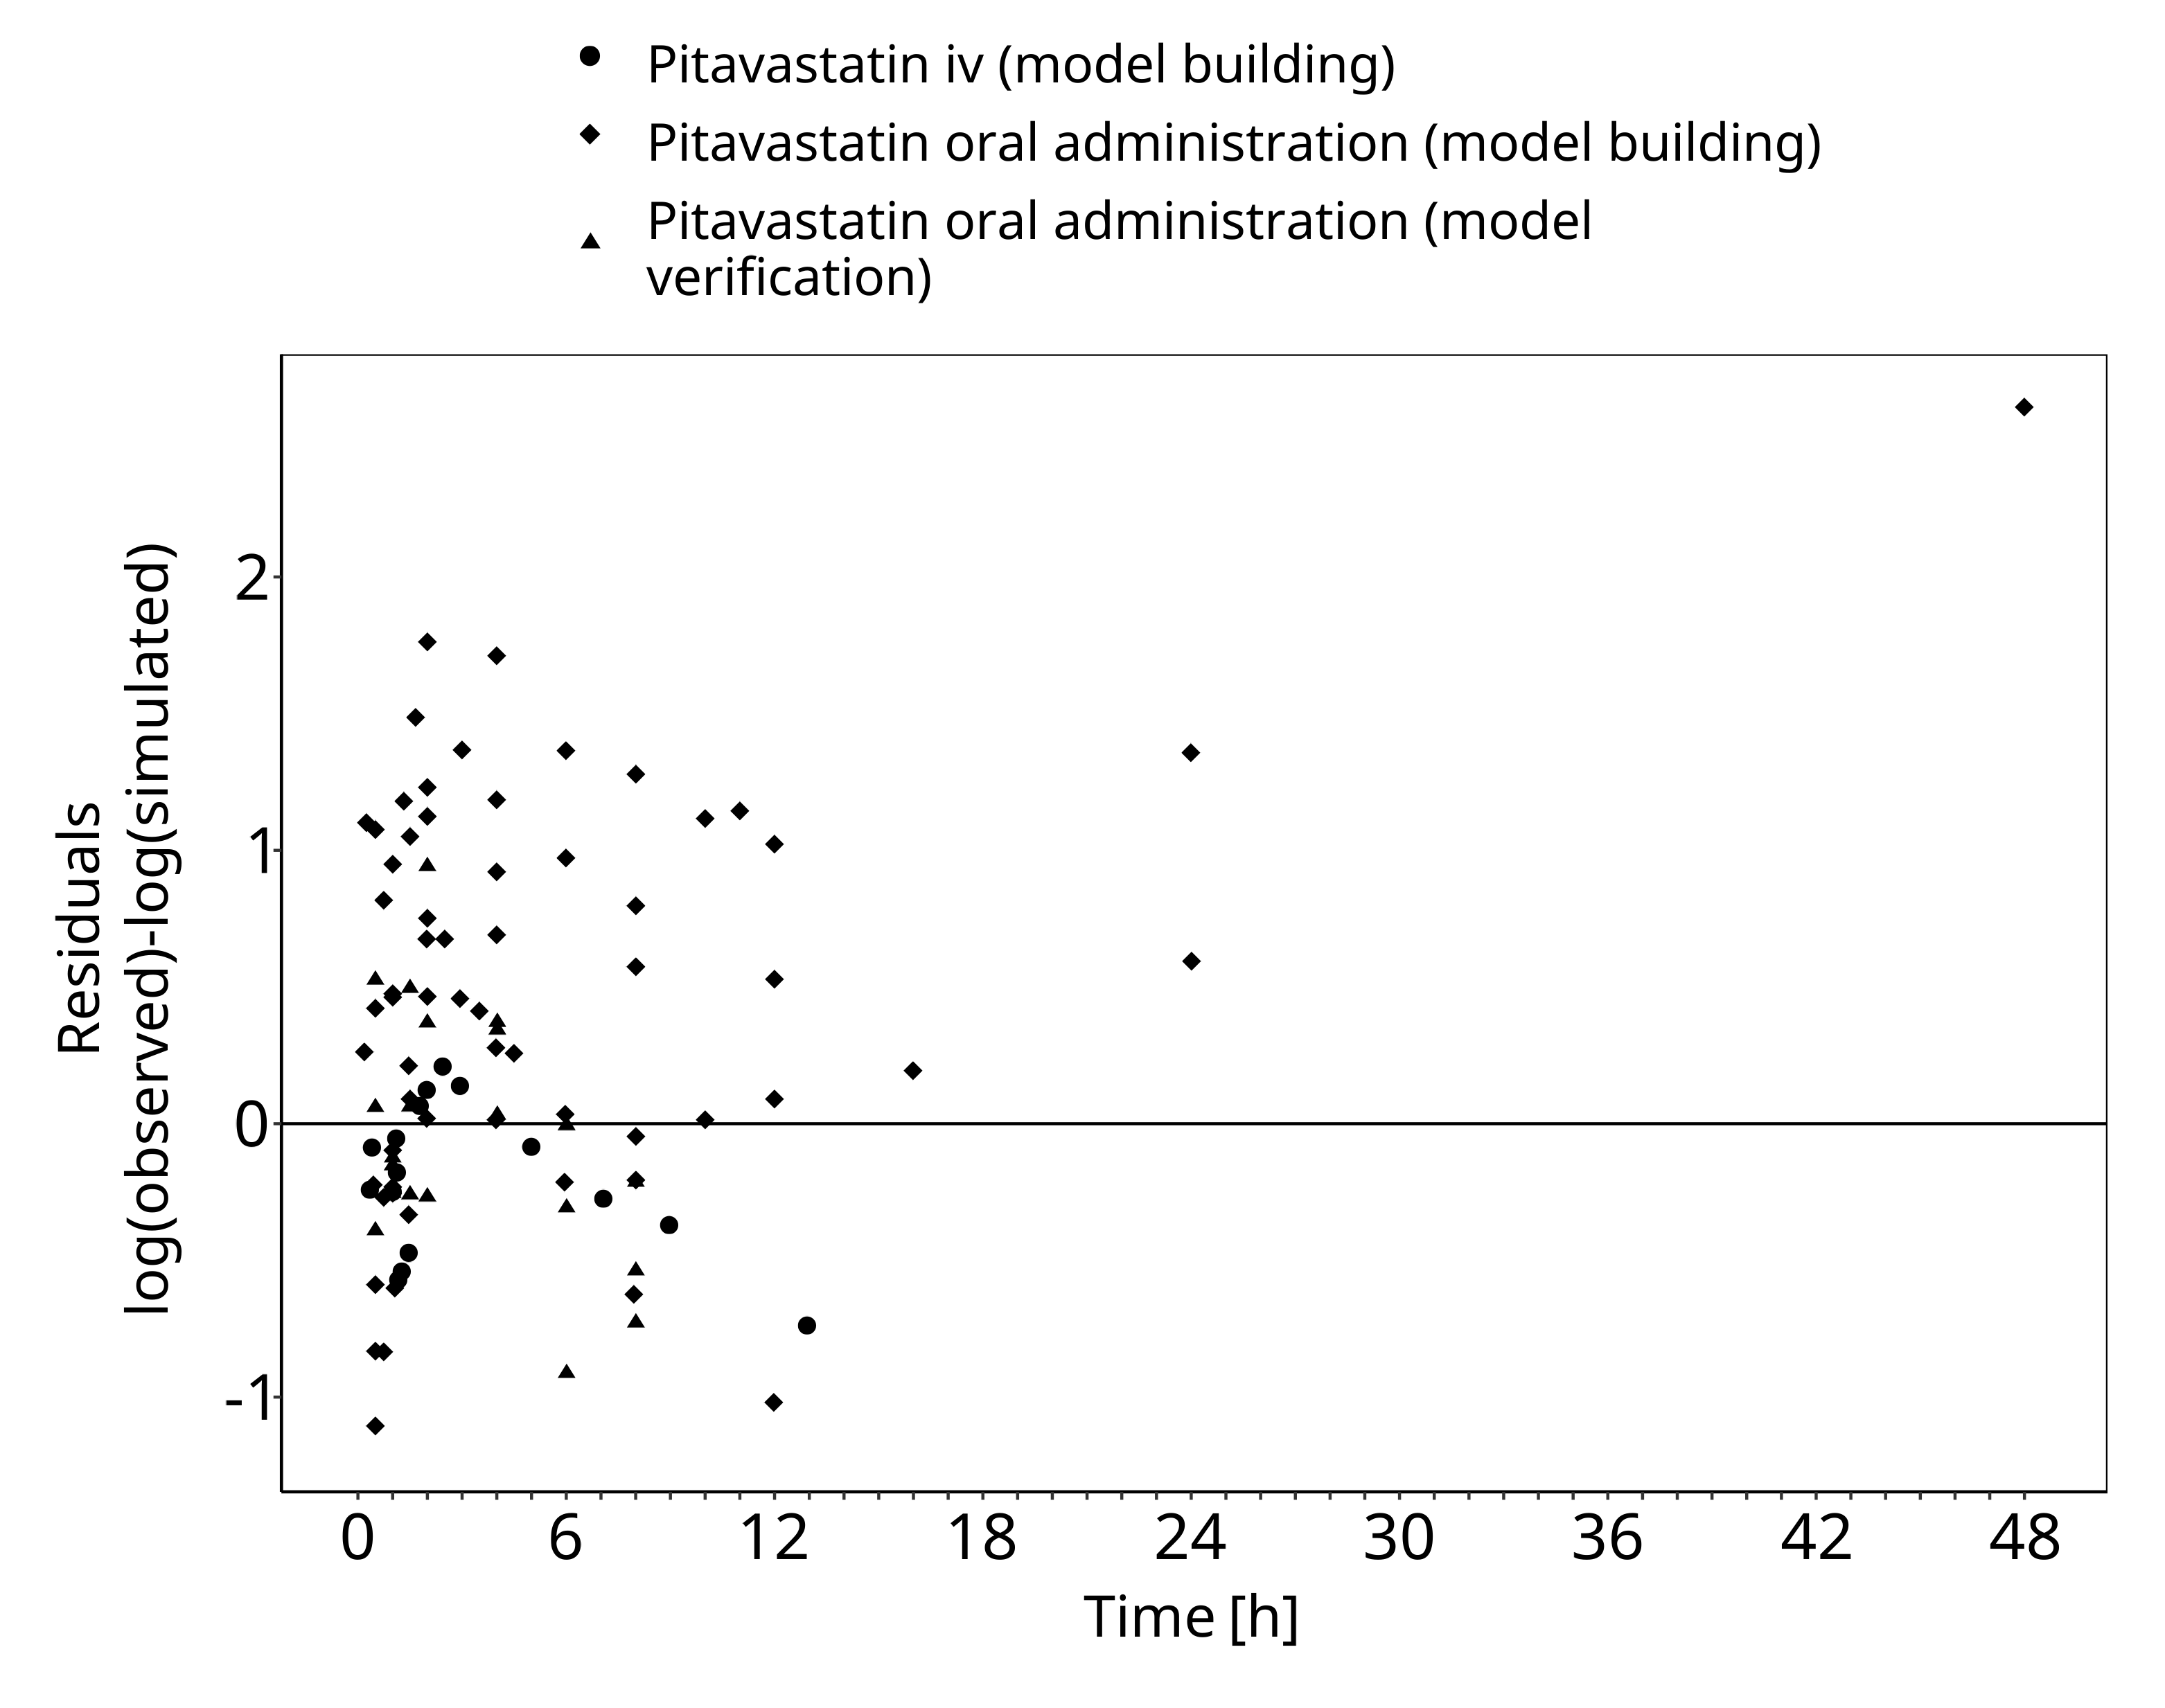 Pitavastatin iv (model building)
Pitavastatin oral administration (model building)
Pitavastatin oral administration (model
verification)
Residuals
log(observed)-log(simulated)
2
1
0
-1
0 6 12 18 24 30 36 42 48
Time [h]